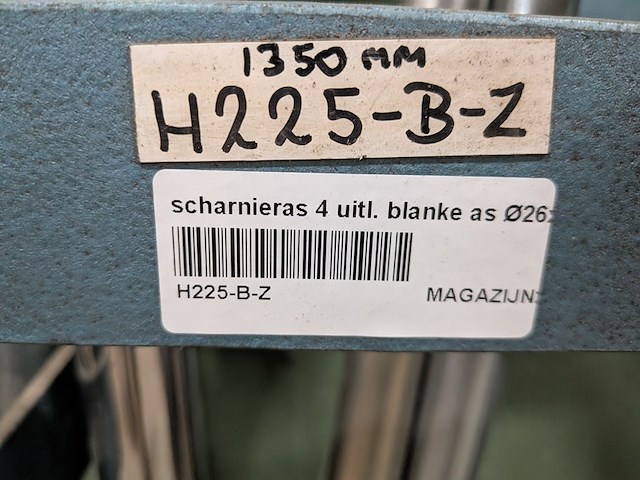 1350 MM
H225-B-Z
scharnieras 4 uitl. blanke as Ø26
H225-B-Z
MAGAZIJN: